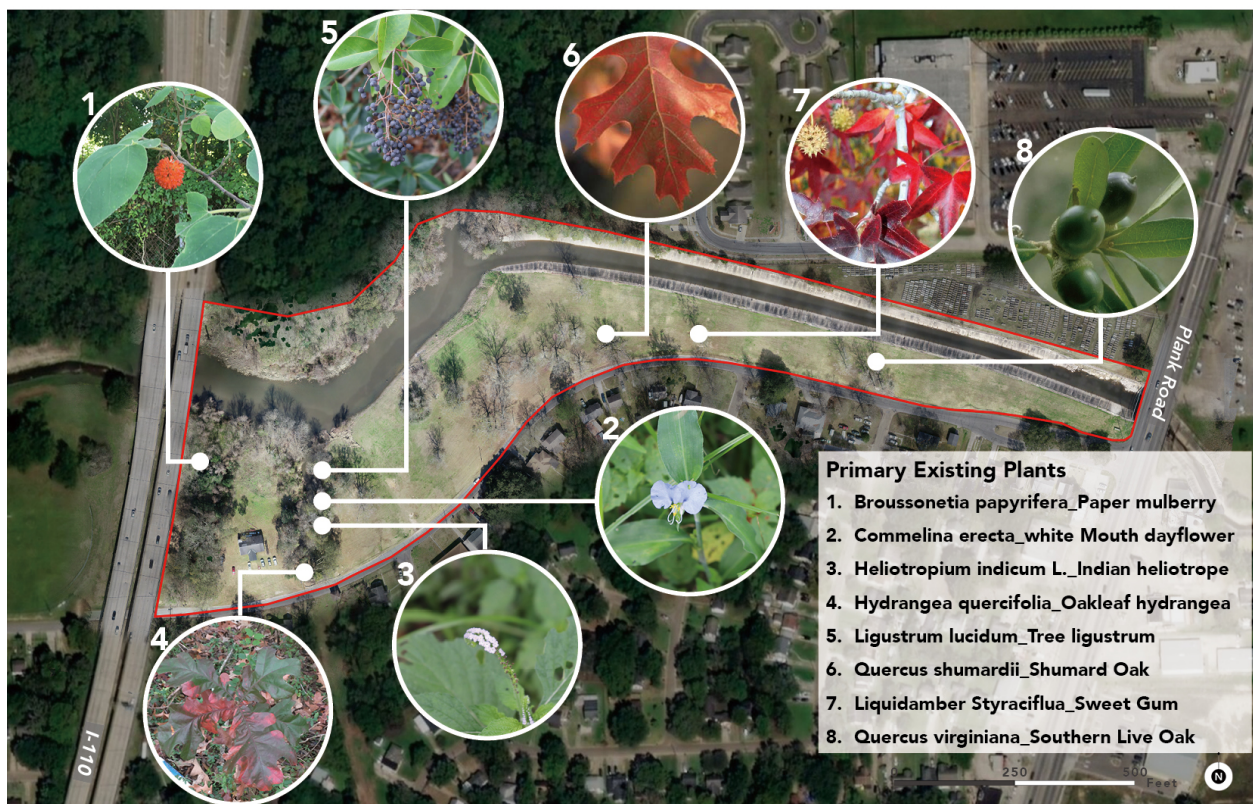 1
5
6
7
8
Plank Road
2
3
4
I-110
Primary Existing Plants
1. Broussonetia papyrifera_Paper mulberry
2. Commelina erecta_white Mouth dayflower
3. Heliotropium indicum L._Indian heliotrope
4. Hydrangea quercifolia_Oakleaf hydrangea
5. Ligustrum lucidum_Tree ligustrum
6. Quercus shumardii_Shumard Oak
7. Liquidamber Styraciflua_Sweet Gum
8. Quercus virginiana_Southern Live Oak
250 500
Feet
N